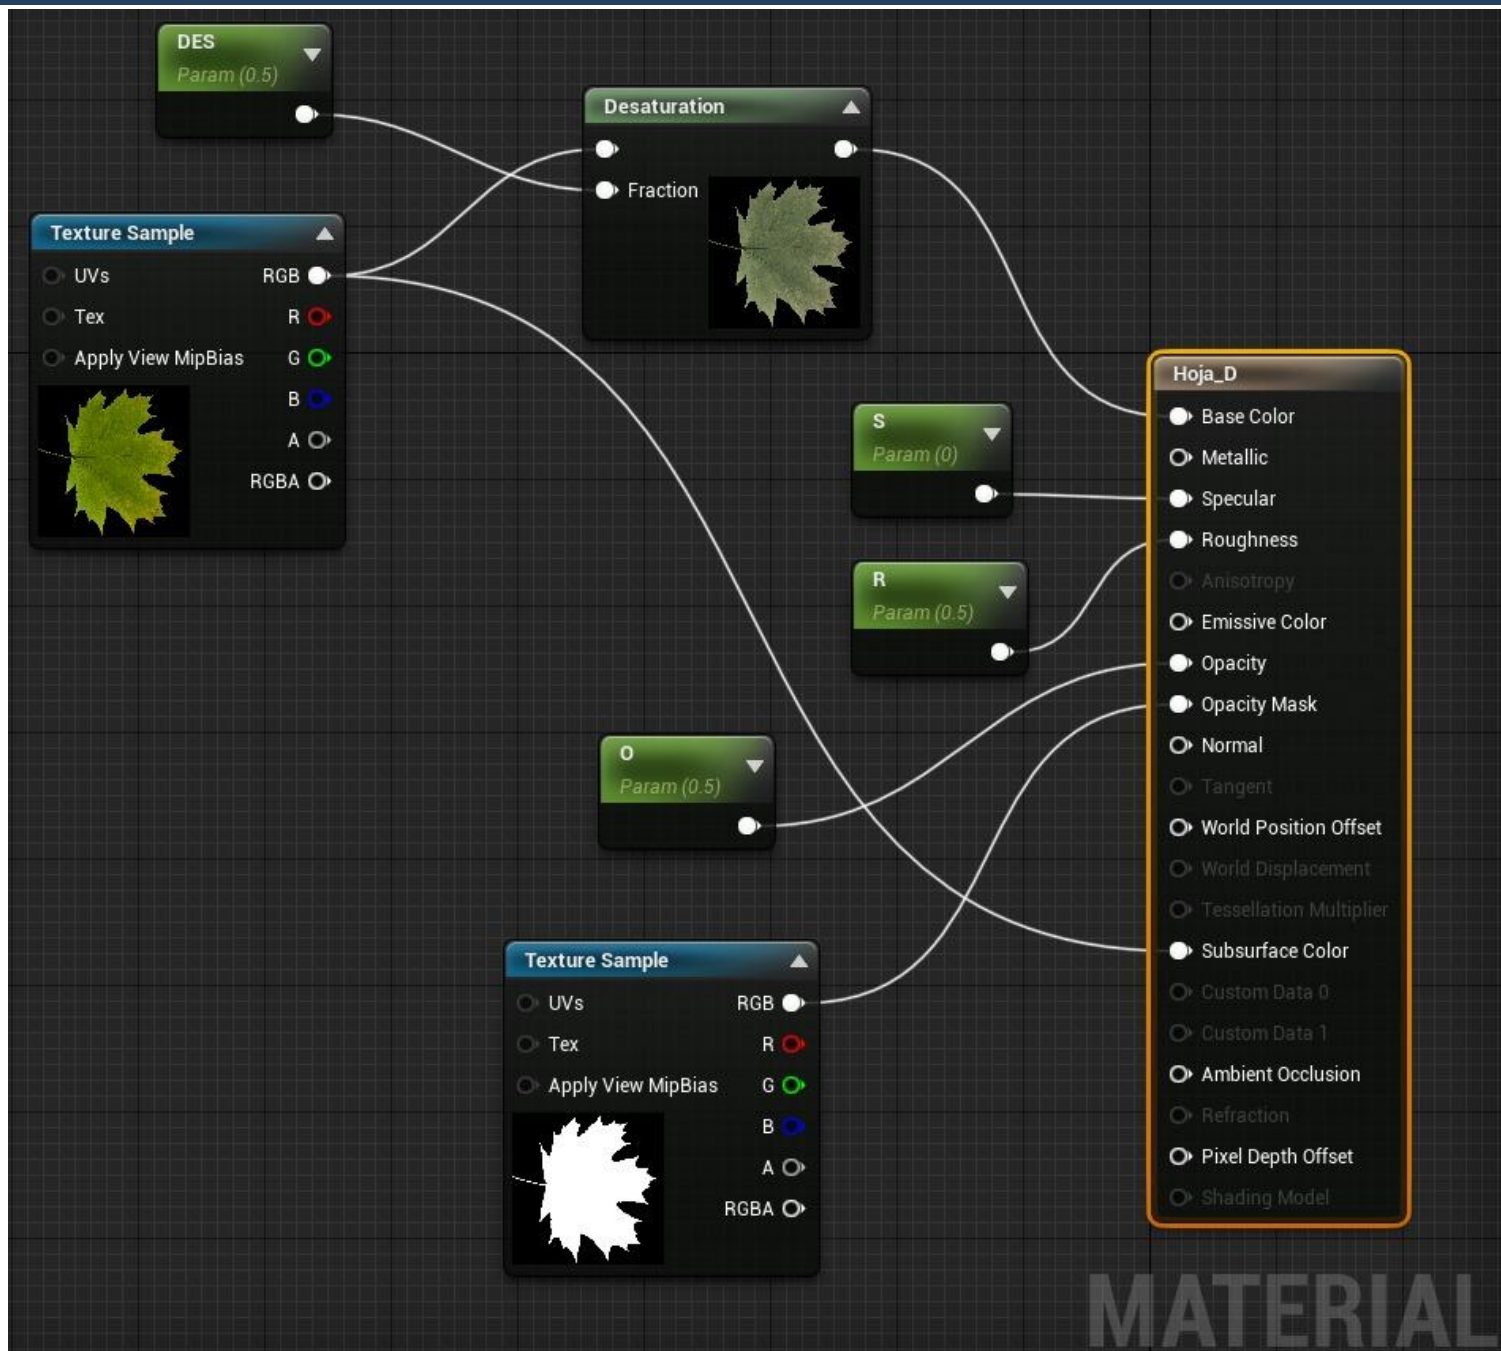 DES
Param (0.5)
Desaturation
Fraction
Texture Sample
UVs
RGB
Tex
R
Apply View MipBias
G
B
A
RGBA
Hoja_D
Base Color
Metallic
Specular
Roughness
Anisotropy
Emissive Color
Opacity
Opacity Mask
Normal
Tangent
World Position Offset
World Displacement
Tessellation Multiplier
Subsurface Color
Custom Data 0
Custom Data 1
Ambient Occlusion
Refraction
Pixel Depth Offset
Shading Model
S
Param (0)
R
Param (0.5)
O
Param (0.5)
Texture Sample
UVs
RGB
Tex
R
Apply View MipBias
G
B
A
RGBA
MATERIAL